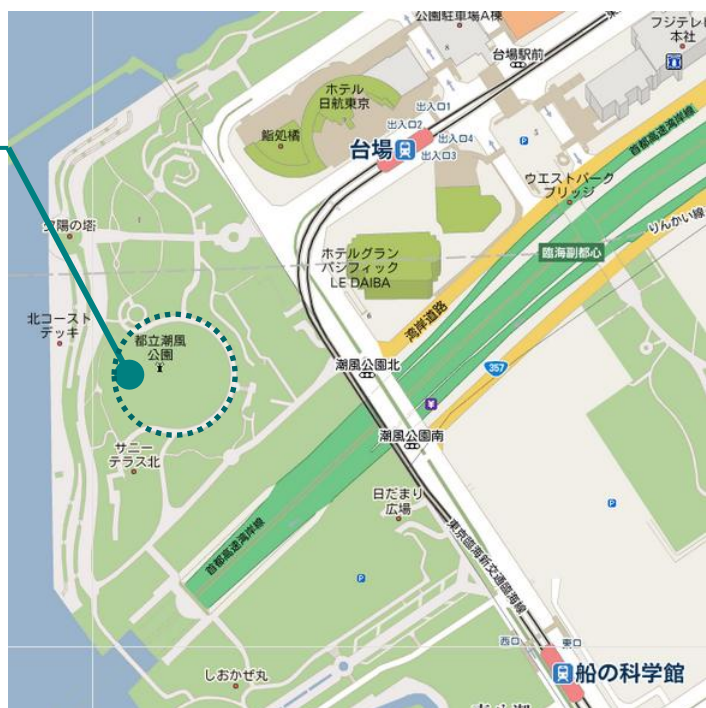 公園駐車場A棟
フジテレビ
本社
台場駅前
ホテル
日航東京
鮨処橘
出入口1
出入口2
出入口4
出入口3
台場
首都高速湾岸線
ウエストパーク
ブリッジ
りんかい線
臨海副都心
夕陽の塔
ホテルグラン
パシフィック
LE DAIBA
湾岸道路
北コースト
デッキ
都立潮風
公園
潮風公園北
357
潮風公園南
サニー
テラス北
日だまり
広場
首都高速湾岸線
東京臨海新交通臨海線
西口
東口
船の科学館
しおかぜ丸